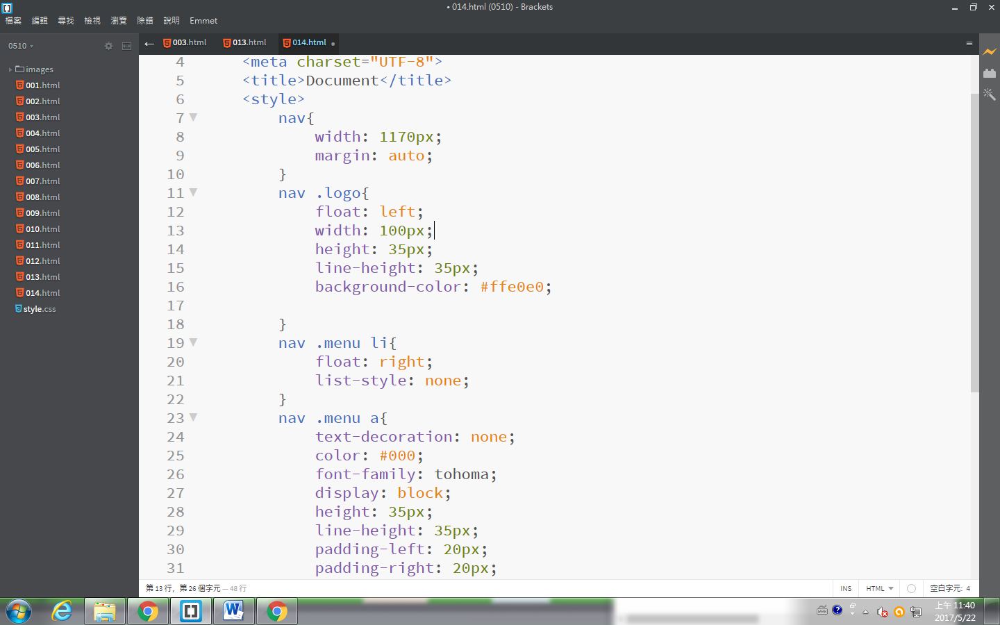 • 014.html (0510) - Brackets
檔案 編輯 尋找 檢視 瀏覽 除錯 說明 Emmet
0510
003.html 013.html 014.html
images
001.html
002.html
003.html
004.html
005.html
006.html
007.html
008.html
009.html
010.html
011.html
012.html
013.html
014.html
style.css
4 <meta charset="UTF-8">
5 <title>Document</title>
6 <style>
7 nav{
8 width: 1170px;
9 margin: auto;
10 }
11 nav .logo{
12 float: left;
13 width: 100px;
14 height: 35px;
15 line-height: 35px;
16 background-color: #ffe0e0;
17
18 }
19 nav .menu li{
20 float: right;
21 list-style: none;
22 }
23 nav .menu a{
24 text-decoration: none;
25 color: #000;
26 font-family: tohoma;
27 display: block;
28 height: 35px;
29 line-height: 35px;
30 padding-left: 20px;
31 padding-right: 20px;
第 13 行，第 26 個字元 — 48 行
INS HTML 空白字元: 4
上午 11:40
2017/5/22